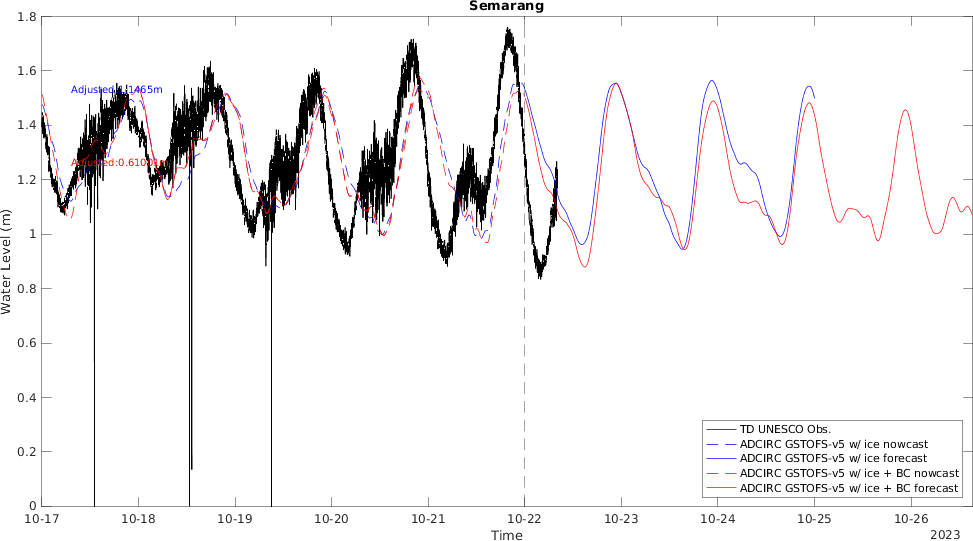 Semarang
Water Level (m)
1.8
1.6
1.4
1.2
1
0.8
0.6
0.4
0.2
0
Adjusted
m
Adjusted:0.610
10-17
10-18
10-19
10-20
10-21
10-22
10-23
10-24
10-25
10-26
Time
2023
TD UNESCO Obs.
ADCIRC GSTOFS-v5 w/ ice nowcast
ADCIRC GSTOFS-v5 w/ ice forecast
ADCIRC GSTOFS-v5 w/ ice + BC nowcast
ADCIRC GSTOFS-v5 w/ ice + BC forecast